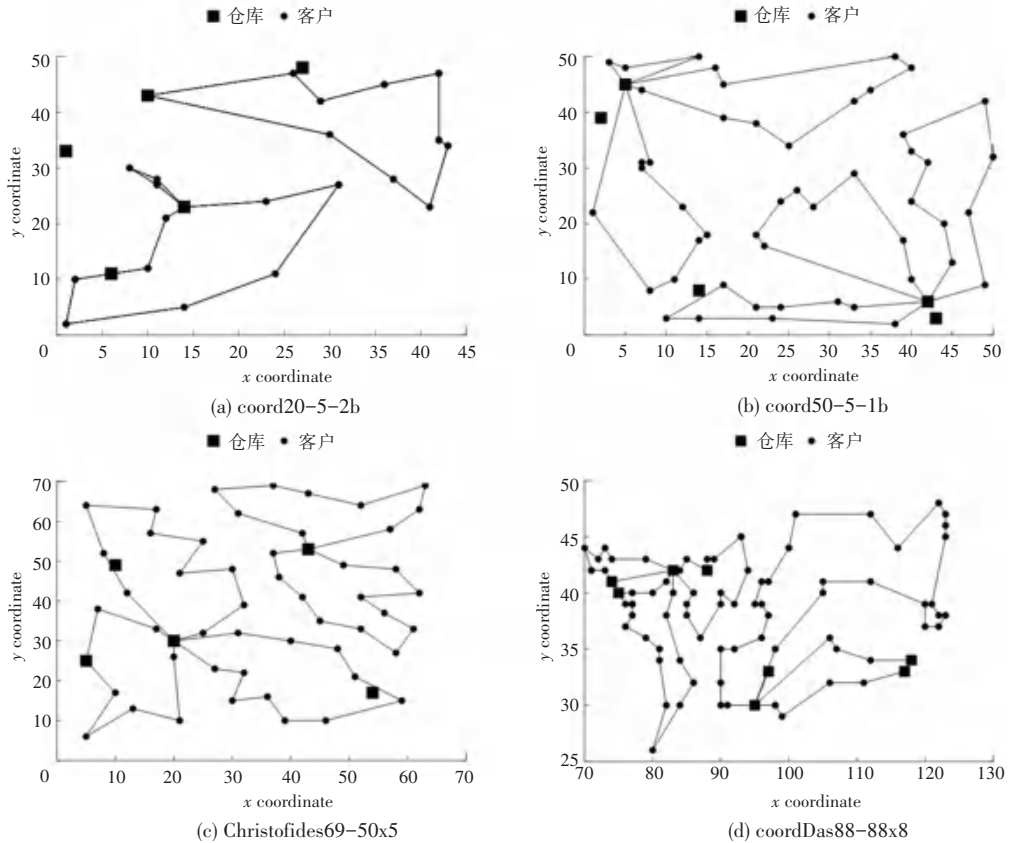 ■ 仓库 ● 客户
50
40
30
20
10
0
y coordinate
5 10 15 20 25 30 35 40 45
x coordinate
(a) coord20-5-2b
■ 仓库 ● 客户
50
40
30
20
10
0
y coordinate
5 10 15 20 25 30 35 40 45 50
x coordinate
(b) coord50-5-1b
■ 仓库 ● 客户
70
60
50
40
30
20
10
0
y coordinate
10 20 30 40 50 60 70
x coordinate
(c) Christofides69-50x5
■ 仓库 ● 客户
50
45
40
35
30
25
y coordinate
70 80 90 100 110 120 130
x coordinate
(d) coordDas88-88x8